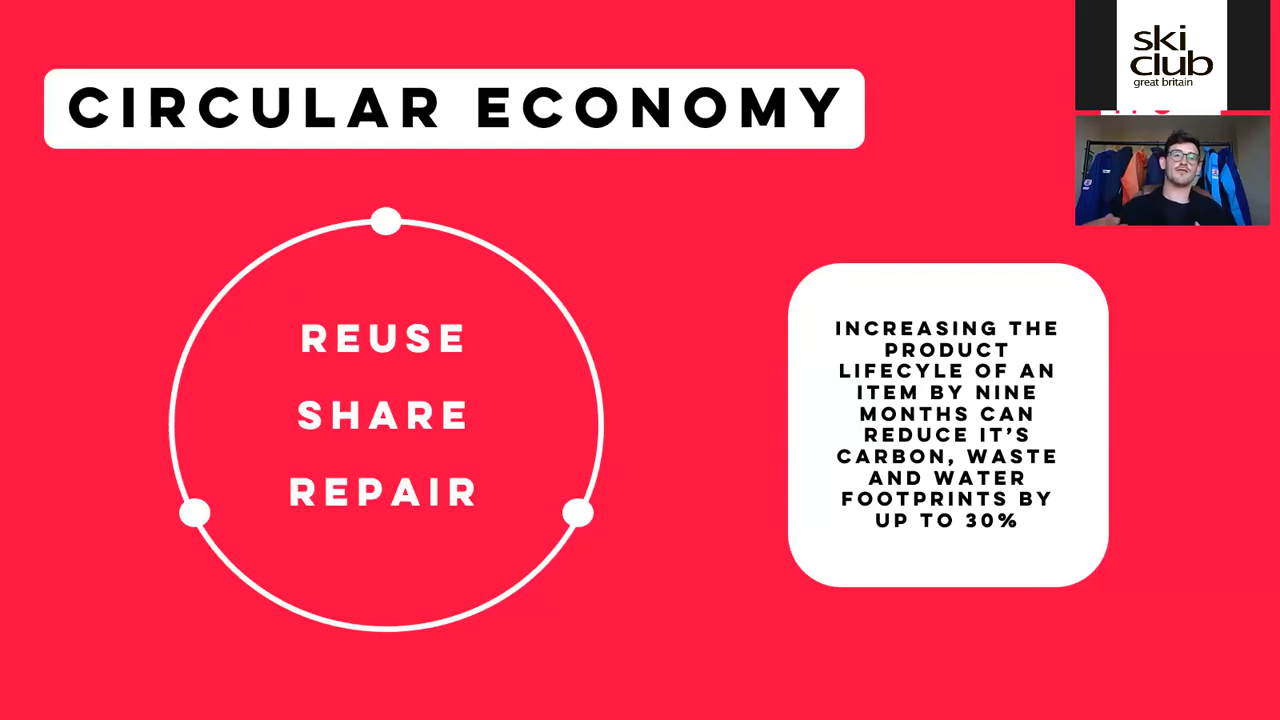 CIRCULAR ECONOMY
ski
club
great britain
REUSE
SHARE
REPAIR
INCREASING THE
PRODUCT
LIFECYLE OF AN
ITEM BY NINE
MONTHS CAN
REDUCE IT'S
CARBON, WASTE
AND WATER
FOOTPRINTS BY
UP TO 30%